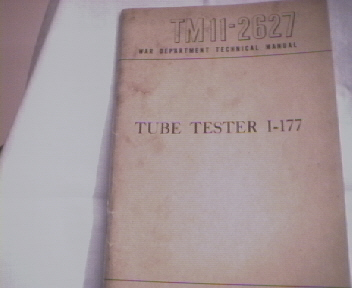 TM11-2627
WAR DEPARTMENT TECHNICAL MANUAL
TUBE TESTER I-177